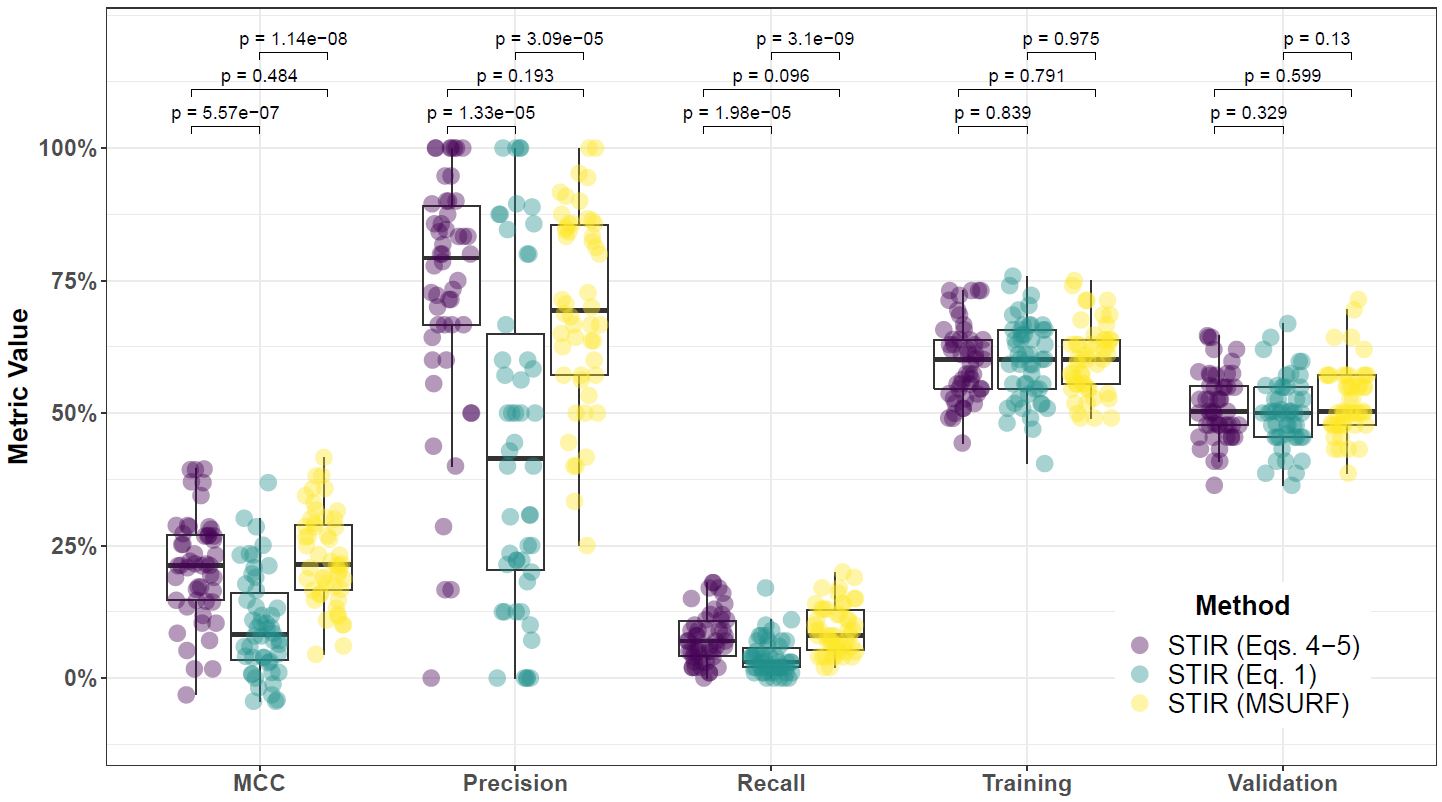 p = 1.14e−08
p = 3.09e−05
p = 3.1e−09
p = 0.975
p = 0.13
p = 0.484
p = 0.193
p = 0.096
p = 0.791
p = 0.599
p = 5.57e−07
p = 1.33e−05
p = 1.98e−05
p = 0.839
p = 0.329
100%
75%
50%
25%
0%
Metric Value
Method
STIR (Eqs. 4−5)
STIR (Eq. 1)
STIR (MSURF)
MCC
Precision
Recall
Training
Validation